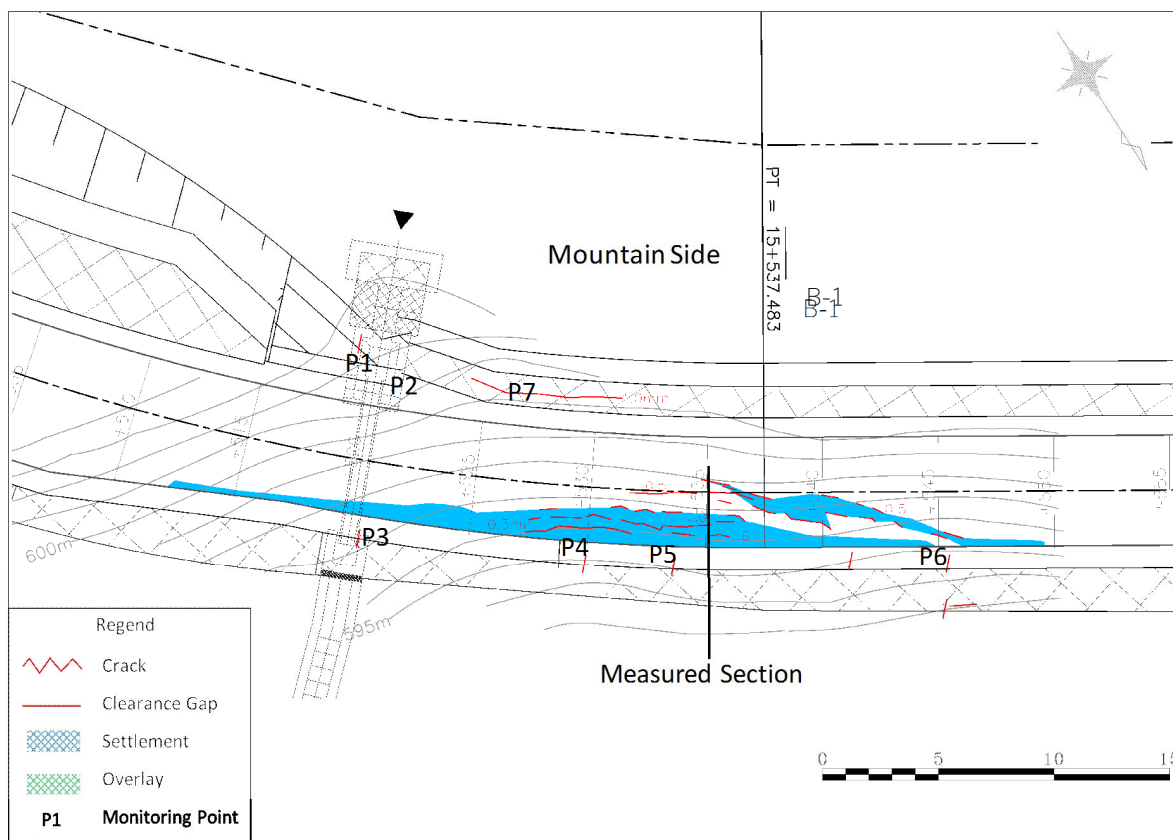 PT = 15+537.483
Mountain Side
B-1
B-1
P1
P2
P7
P3
P4
P5
P6
600m
595m
Measured Section
Regend
Crack
Clearance Gap
Settlement
Overlay
P1 Monitoring Point
0 5 10 15